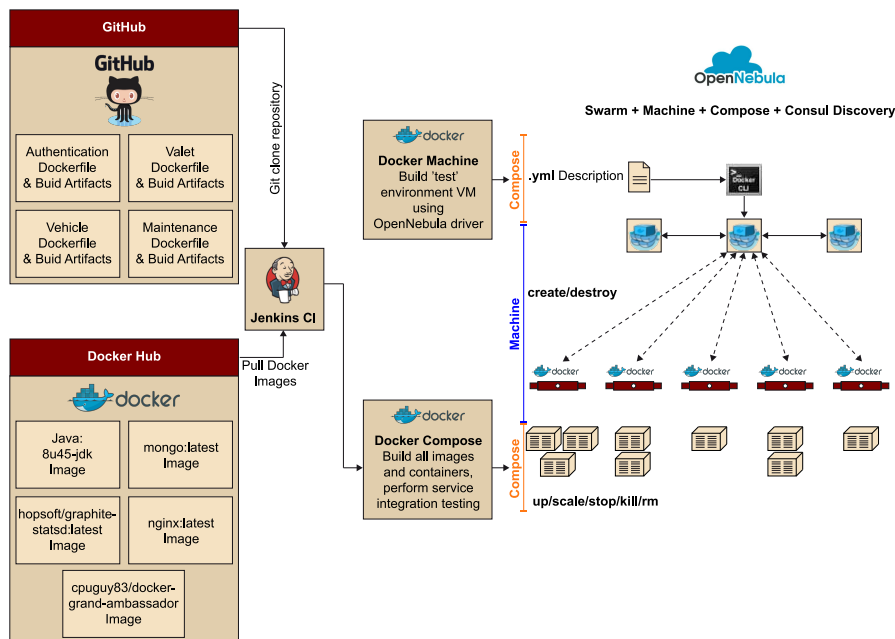 GitHub
GitHub
Authentication
Dockerfile
& Buid Artifacts
Valet
Dockerfile
& Buid Artifacts
Vehicle
Dockerfile
& Buid Artifacts
Maintenance
Dockerfile
& Buid Artifacts
Git clone repository
Jenkins CI
Pull Docker
Images
Docker Hub
docker
Java:
8u45-jdk
Image
mongo:latest
Image
hopsoft/graphite-
statsd:latest
Image
nginx:latest
Image
cpuguy83/docker-
grand-ambassador
Image
docker
Docker Machine
Build 'test'
environment VM
using
OpenNebula driver
docker
Docker Compose
Build all images
and containers,
perform service
integration testing
OpenNebula
Swarm + Machine + Compose + Consul Discovery
Compose
.yml Description
Docker
CLI
Machine
create/destroy
docker
docker
docker
docker
docker
Compose
up/scale/stop/kill/rm